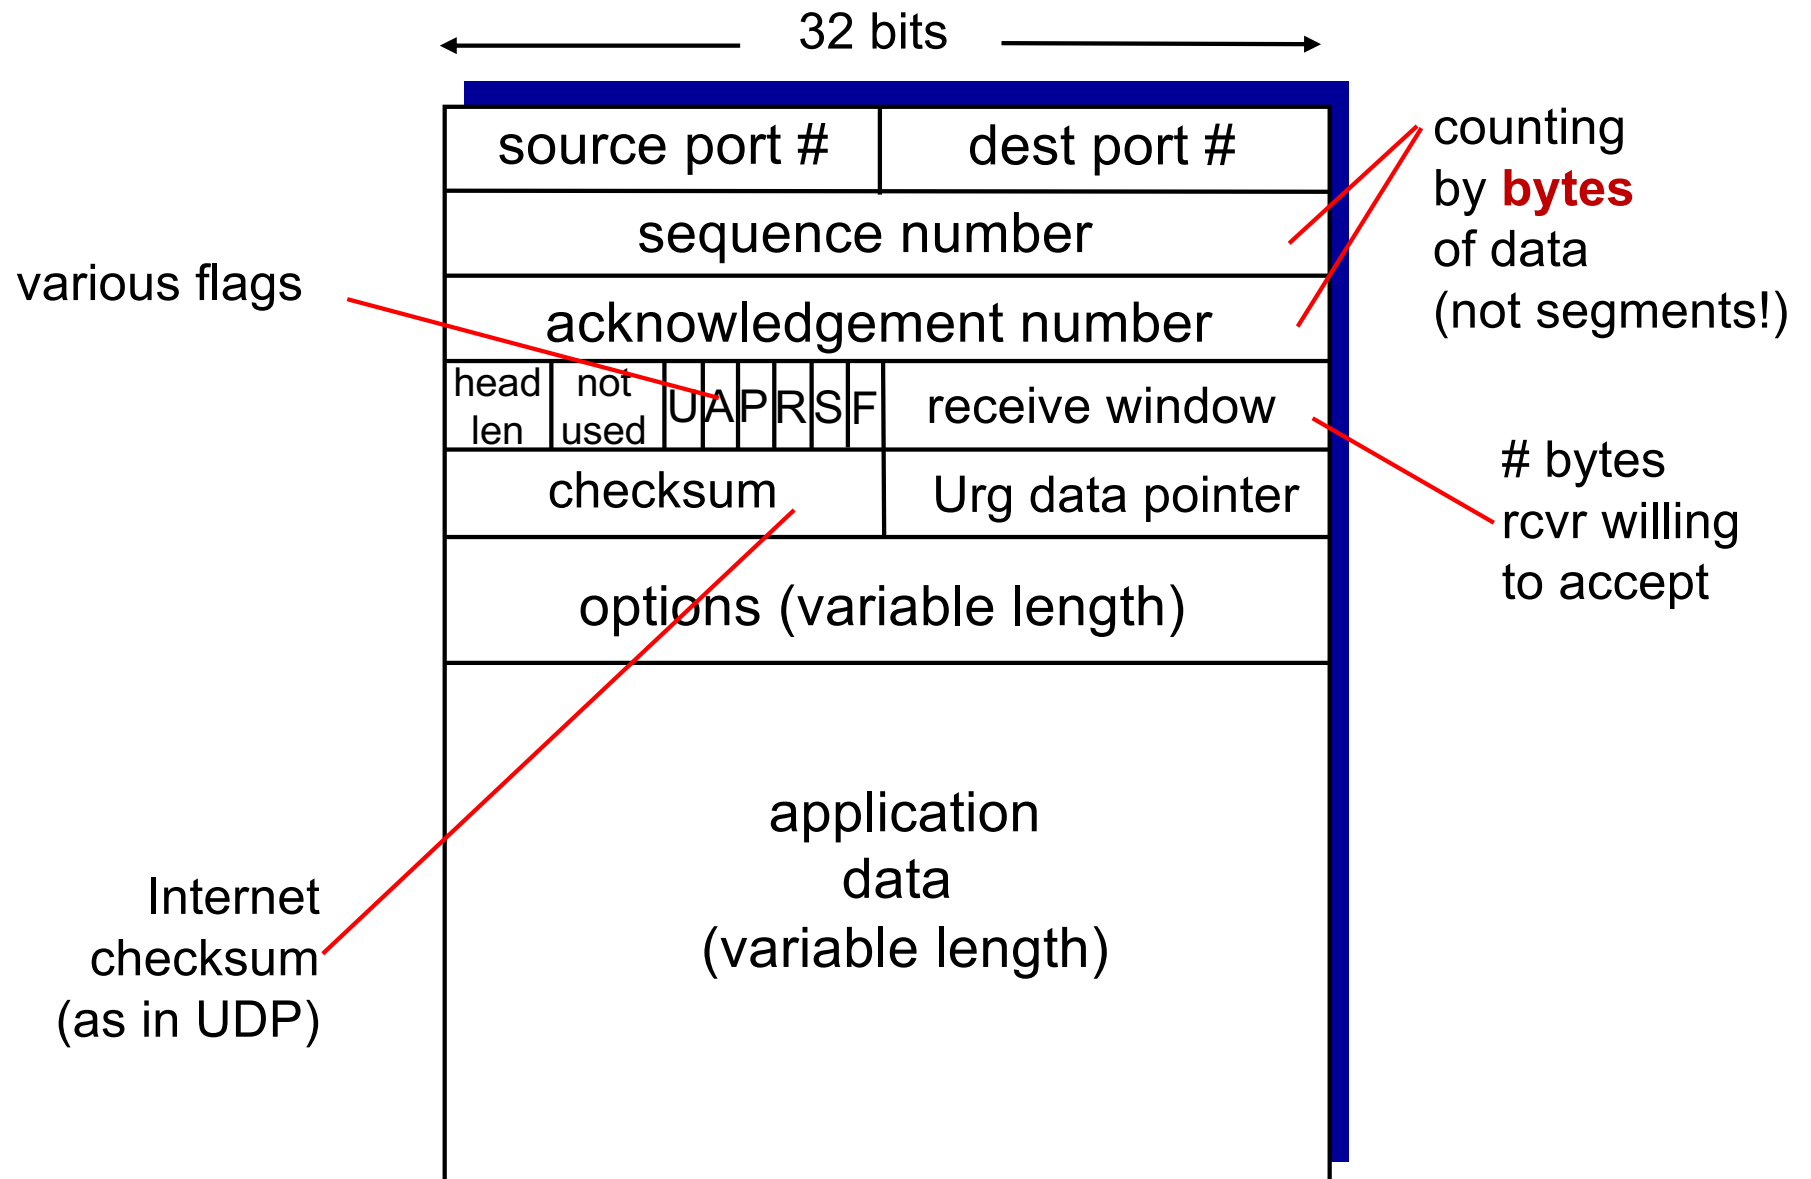 32 bits
source port #
dest port #
counting
by bytes
of data
(not segments!)
sequence number
various flags
acknowledgement number
head
len
not
used
U
A
P
R
S
F
receive window
# bytes
rcvr willing
to accept
checksum
Urg data pointer
options (variable length)
application
data
(variable length)
Internet
checksum
(as in UDP)